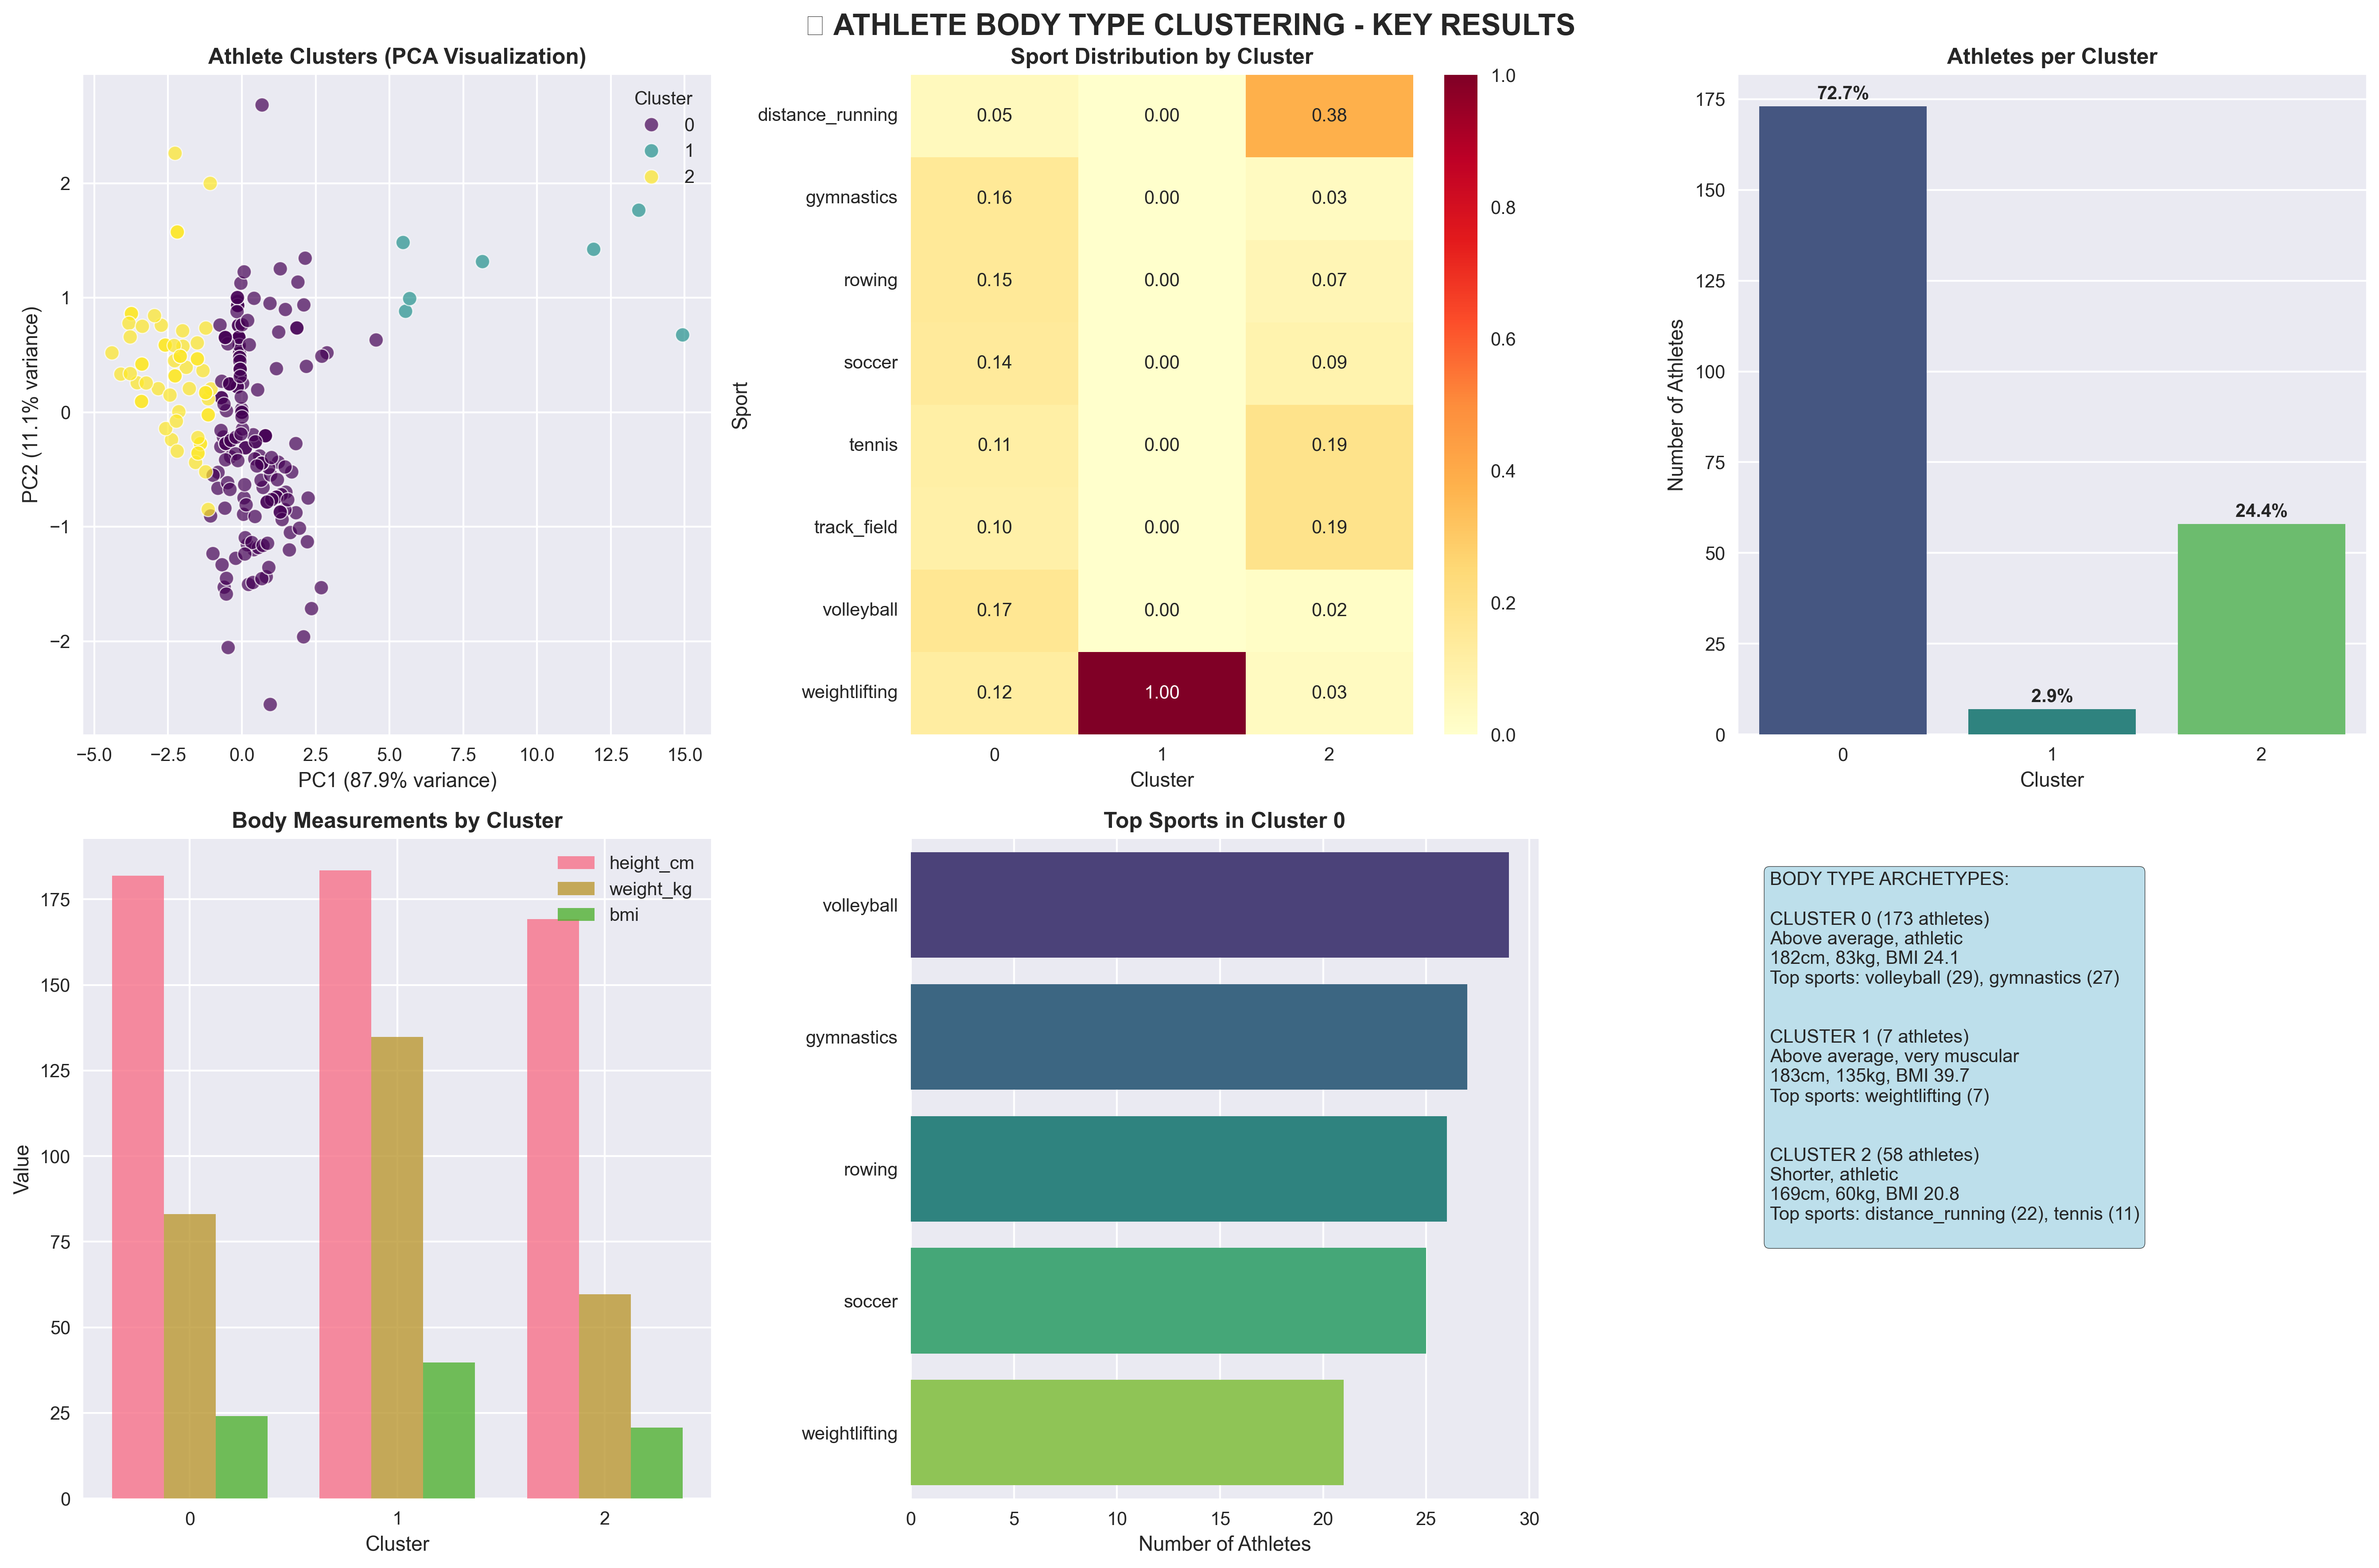 ATHLETE BODY TYPE CLUSTERING - KEY RESULTS
Athlete Clusters (PCA Visualization)
Cluster
0
1
2
2
1
0
−1
−2
PC2 (11.1% variance)
−5.0 −2.5 0.0 2.5 5.0 7.5 10.0 12.5 15.0
PC1 (87.9% variance)
Sport Distribution by Cluster
Sport
distance_running 0.05 0.00 0.38
gymnastics 0.16 0.00 0.03
rowing 0.15 0.00 0.07
soccer 0.14 0.00 0.09
tennis 0.11 0.00 0.19
track_field 0.10 0.00 0.19
volleyball 0.17 0.00 0.02
weightlifting 0.12 1.00 0.03
0 1 2
Cluster
1.0
0.8
0.6
0.4
0.2
0.0
Athletes per Cluster
Number of Athletes
175
150
125
100
75
50
25
0
72.7%
2.9%
24.4%
0 1 2
Cluster
Body Measurements by Cluster
height_cm
weight_kg
bmi
Value
175
150
125
100
75
50
25
0
0 1 2
Cluster
Top Sports in Cluster 0
volleyball
gymnastics
rowing
soccer
weightlifting
0 5 10 15 20 25 30
Number of Athletes
BODY TYPE ARCHETYPES:
CLUSTER 0 (173 athletes)
Above average, athletic
182cm, 83kg, BMI 24.1
Top sports: volleyball (29), gymnastics (27)
CLUSTER 1 (7 athletes)
Above average, very muscular
183cm, 135kg, BMI 39.7
Top sports: weightlifting (7)
CLUSTER 2 (58 athletes)
Shorter, athletic
169cm, 60kg, BMI 20.8
Top sports: distance_running (22), tennis (11)